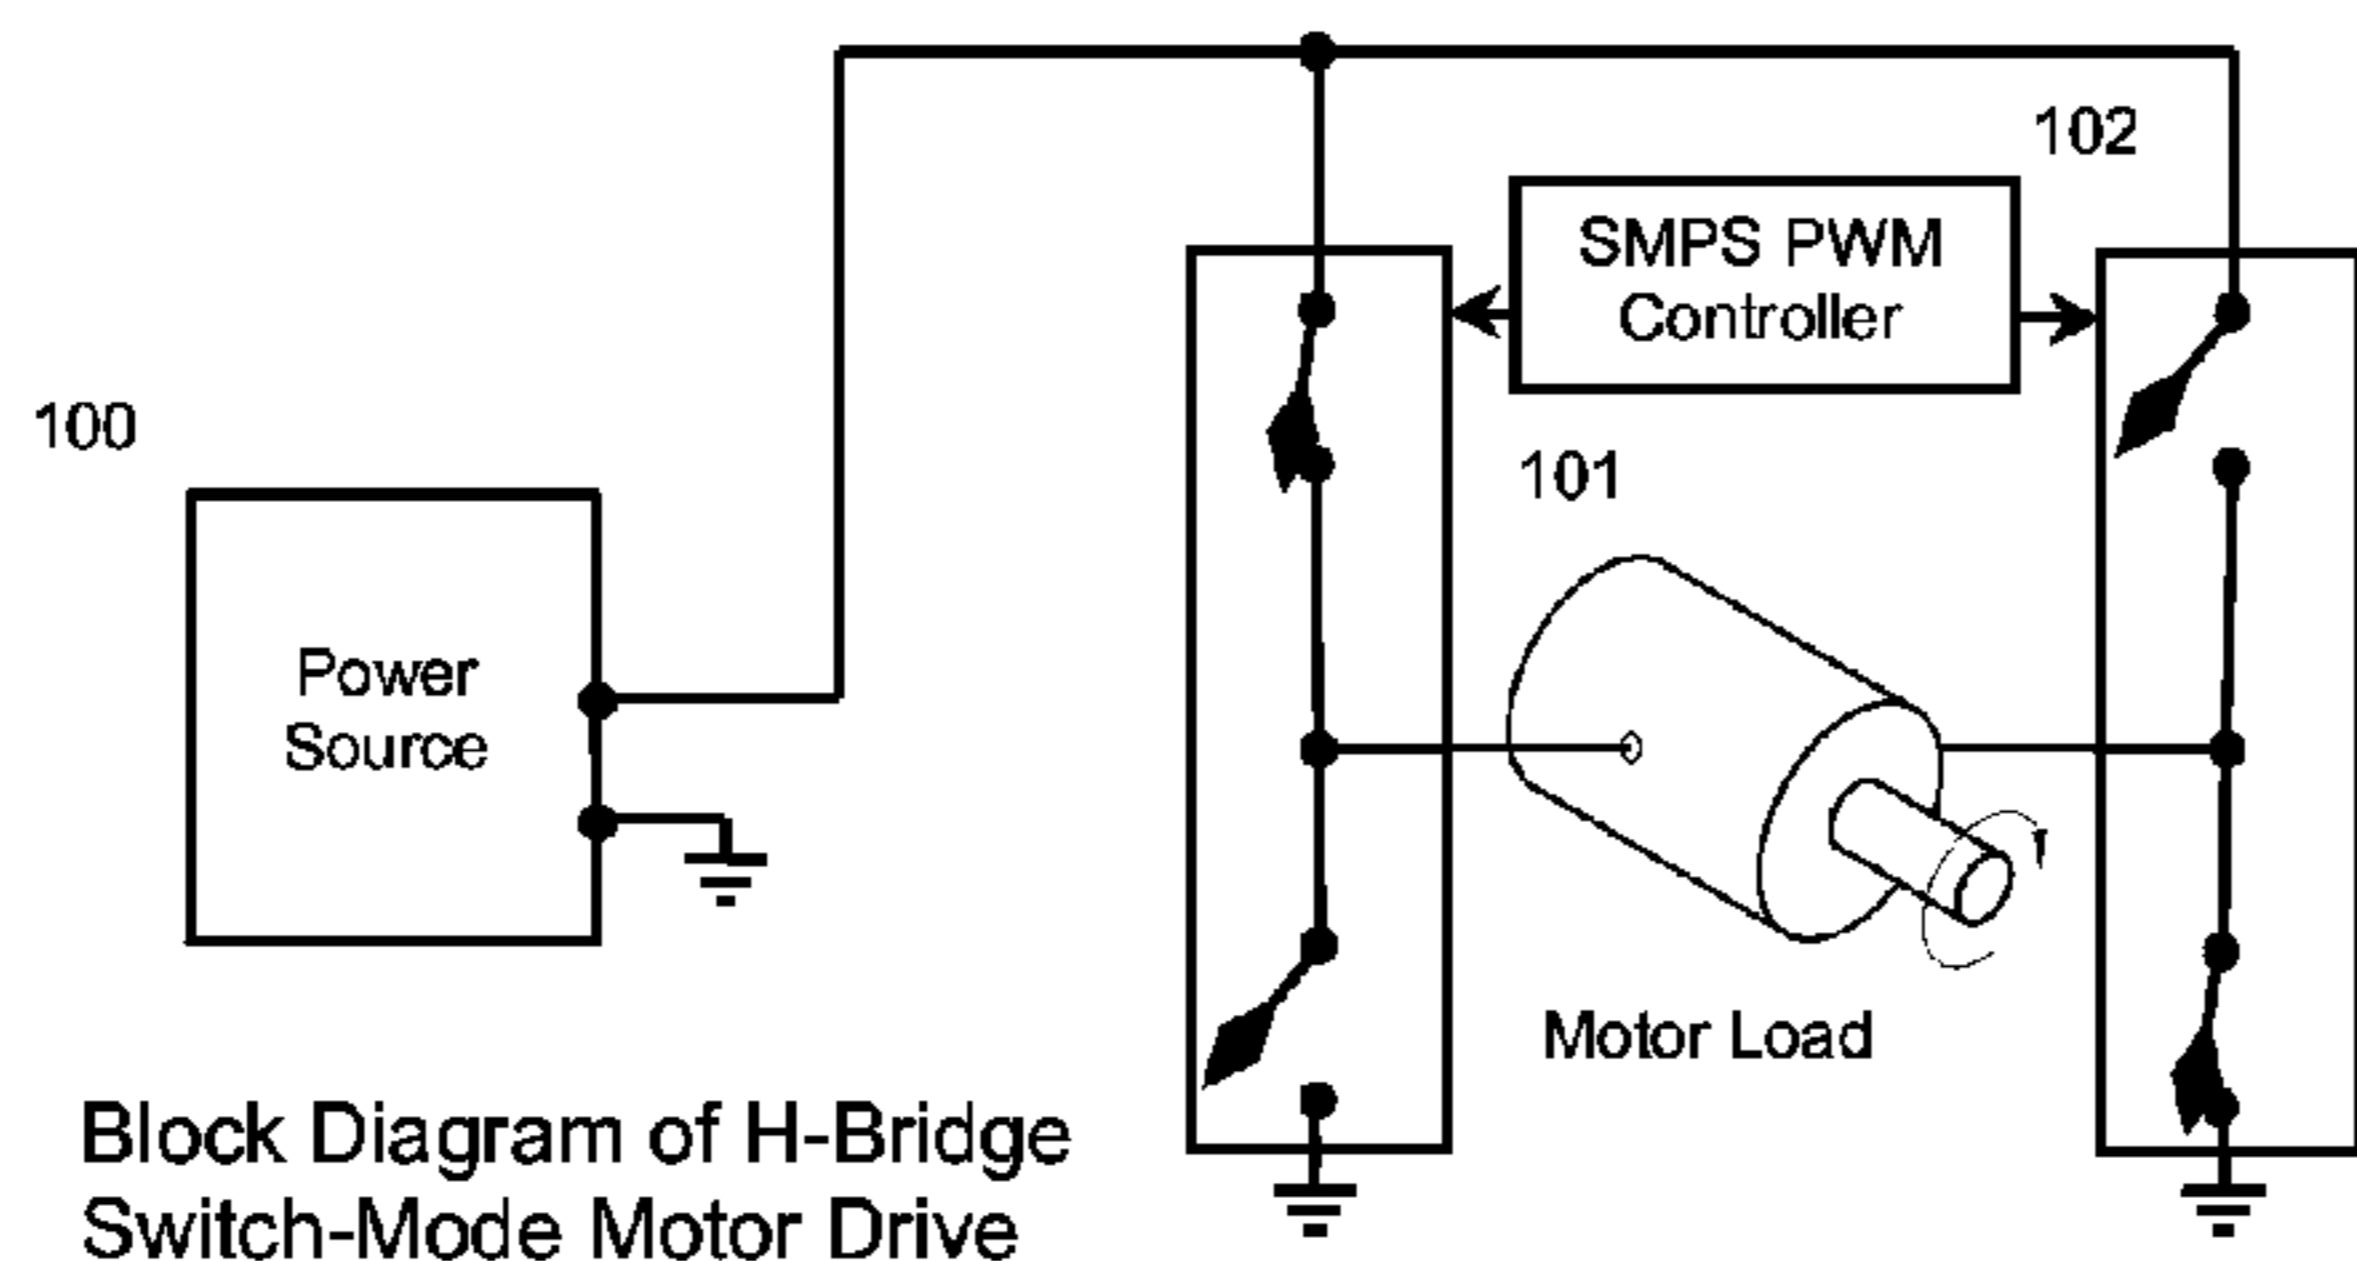 102
SMPS PWM
Controller
100
101
Power
Source
Motor Load
Block Diagram of H-Bridge
Switch-Mode Motor Drive